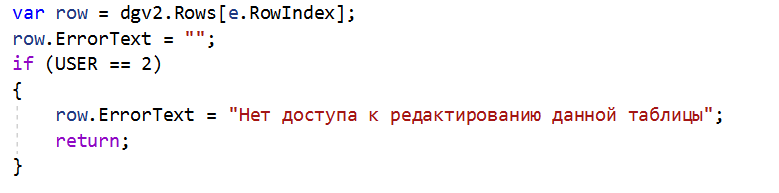 var row = dgv2.Rows[e.RowIndex];
row.ErrorText = "";
if (USER == 2)
{
    row.ErrorText = "Нет доступа к редактированию данной таблицы";
    return;
}